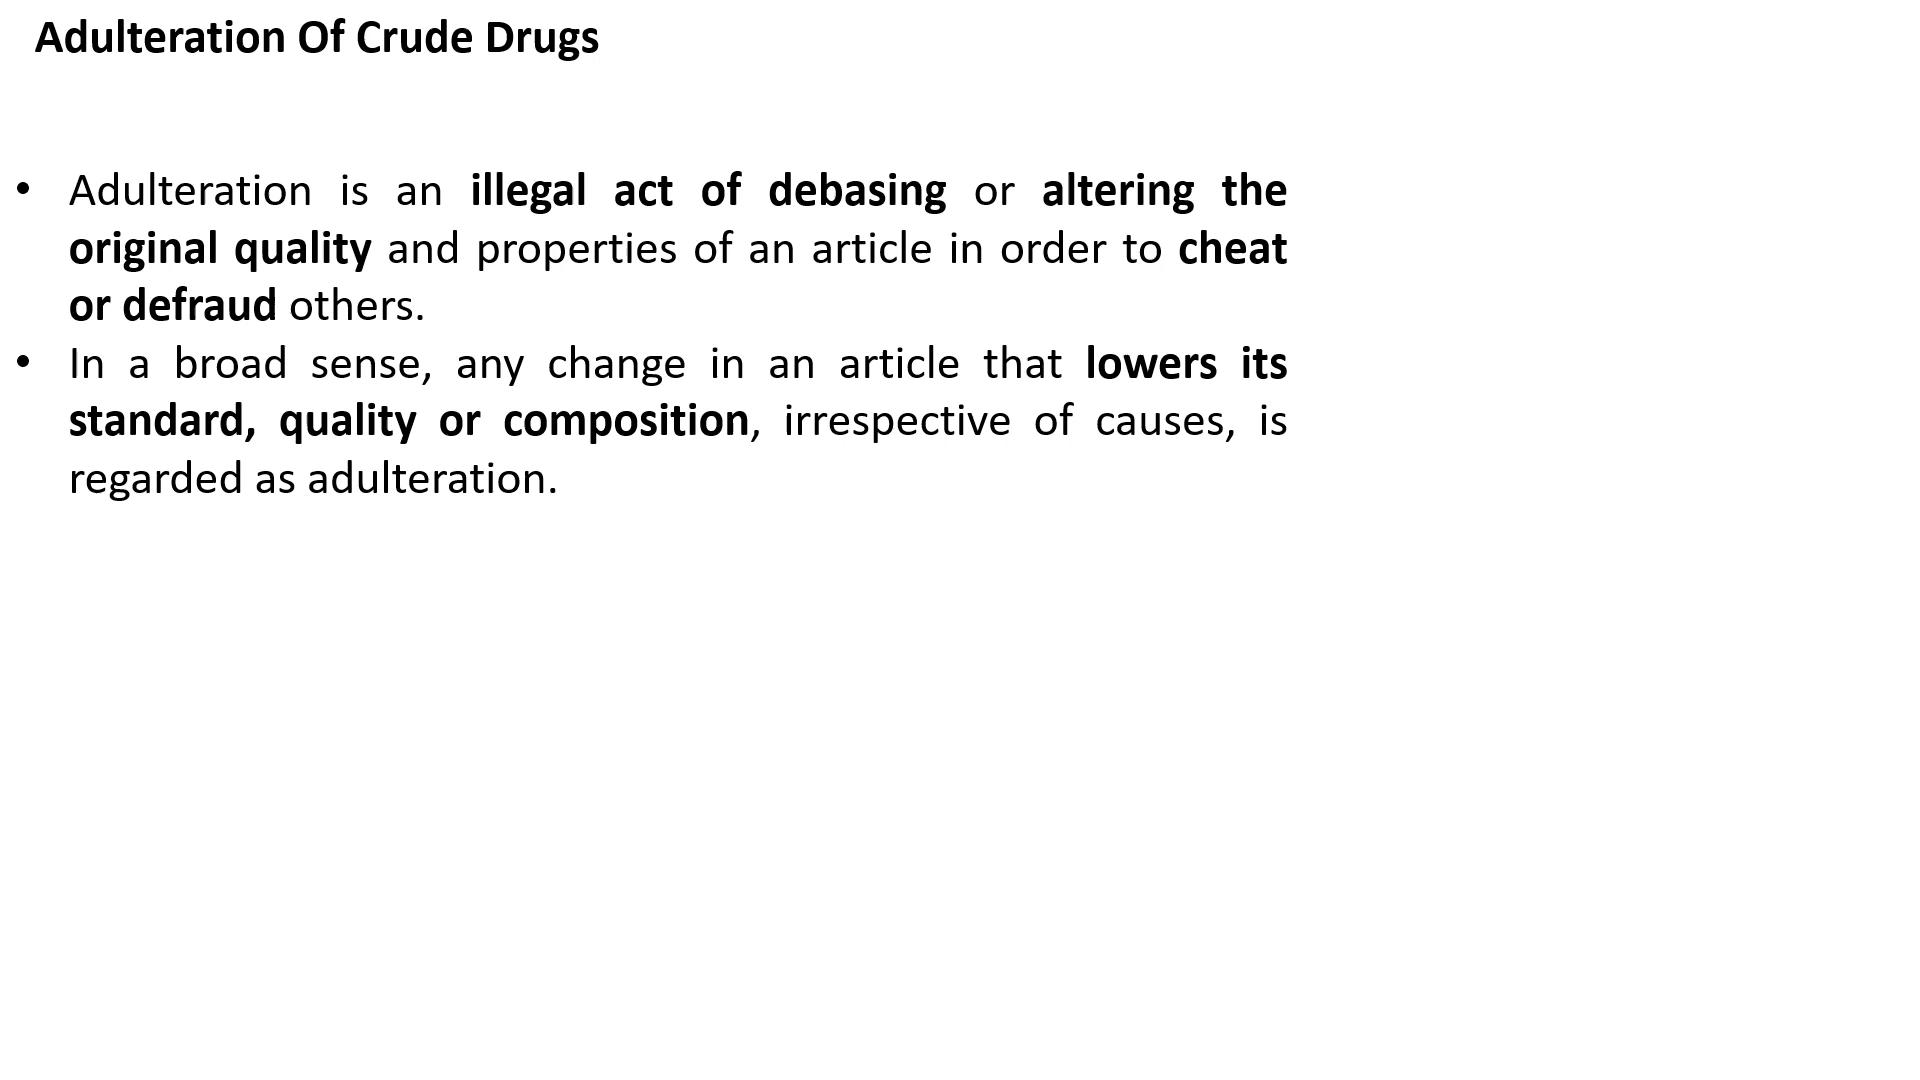 Adulteration Of Crude Drugs
• Adulteration is an illegal act of debasing or altering the
original quality and properties of an article in order to cheat
or defraud others.
• In a broad sense, any change in an article that lowers its
standard, quality or composition, irrespective of causes, is
regarded as adulteration.